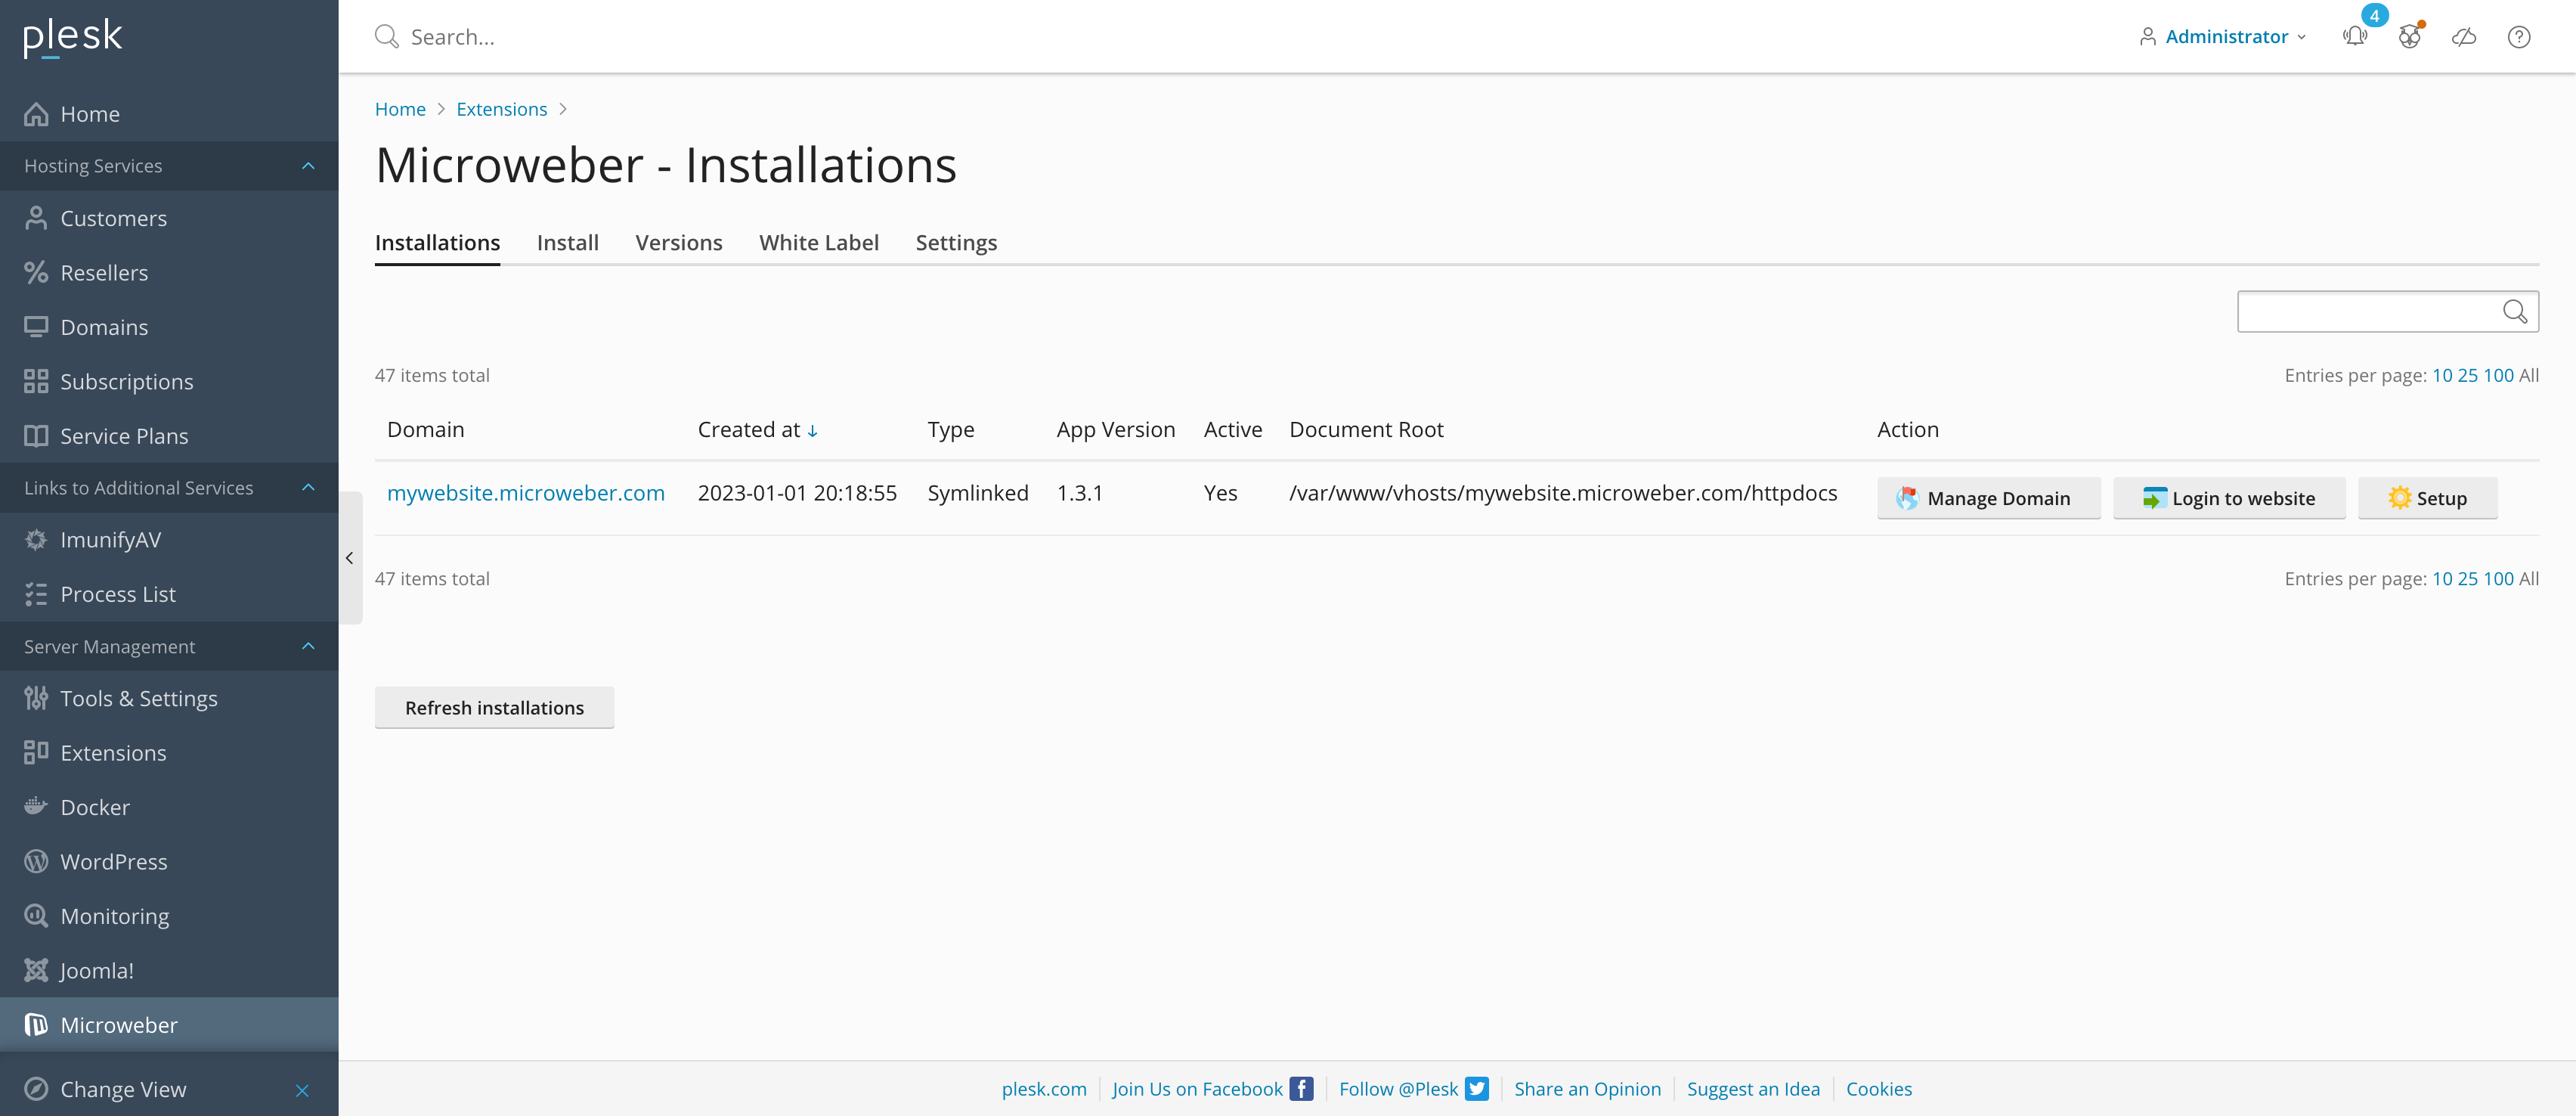 plesk
Search...
4
Administrator
Home
Hosting Services
Customers
Resellers
Domains
Subscriptions
Service Plans
Links to Additional Services
ImunifyAV
Process List
Server Management
Tools & Settings
Extensions
Docker
WordPress
Monitoring
Joomla!
Microweber
Change View
Home > Extensions >
Microweber - Installations
Installations Install Versions White Label Settings
47 items total Entries per page: 10 25 100 All
Domain Created at ↓ Type App Version Active Document Root Action
mywebsite.microweber.com 2023-01-01 20:18:55 Symlinked 1.3.1 Yes /var/www/vhosts/mywebsite.microweber.com/httpdocs Manage Domain Login to website Setup
47 items total Entries per page: 10 25 100 All
Refresh installations
plesk.com Join Us on Facebook Follow @Plesk Share an Opinion Suggest an Idea Cookies